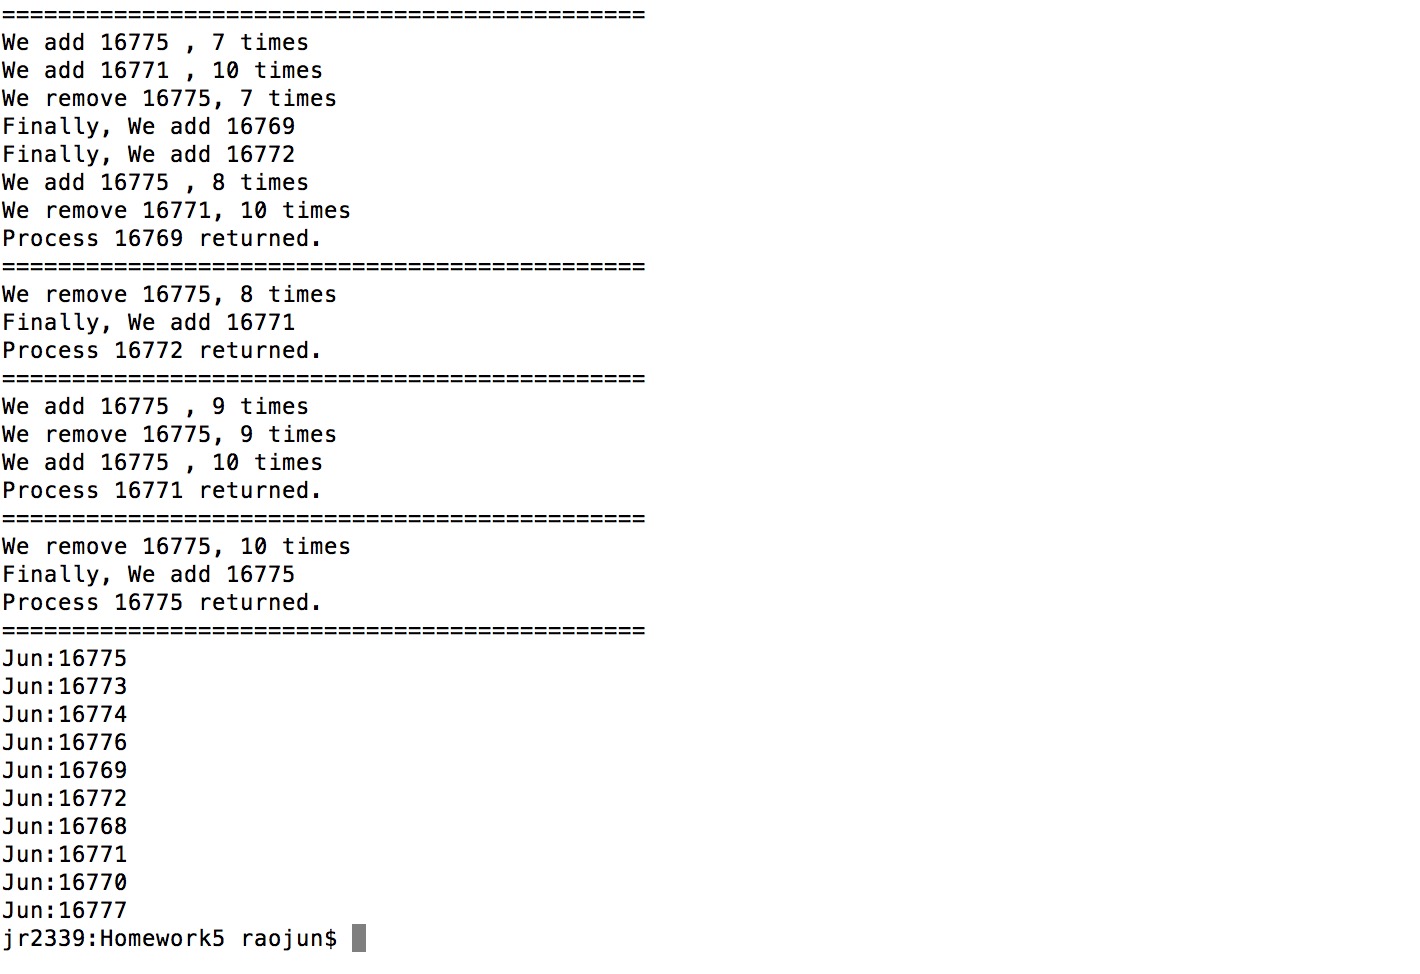 ==============================================
We add 16775 , 7 times
We add 16771 , 10 times
We remove 16775, 7 times
Finally, We add 16769
Finally, We add 16772
We add 16775 , 8 times
We remove 16771, 10 times
Process 16769 returned.
==============================================
We remove 16775, 8 times
Finally, We add 16771
Process 16772 returned.
==============================================
We add 16775 , 9 times
We remove 16775, 9 times
We add 16775 , 10 times
Process 16771 returned.
==============================================
We remove 16775, 10 times
Finally, We add 16775
Process 16775 returned.
==============================================
Jun:16775
Jun:16773
Jun:16774
Jun:16776
Jun:16769
Jun:16772
Jun:16768
Jun:16771
Jun:16770
Jun:16777
jr2339:Homework5 raojun$